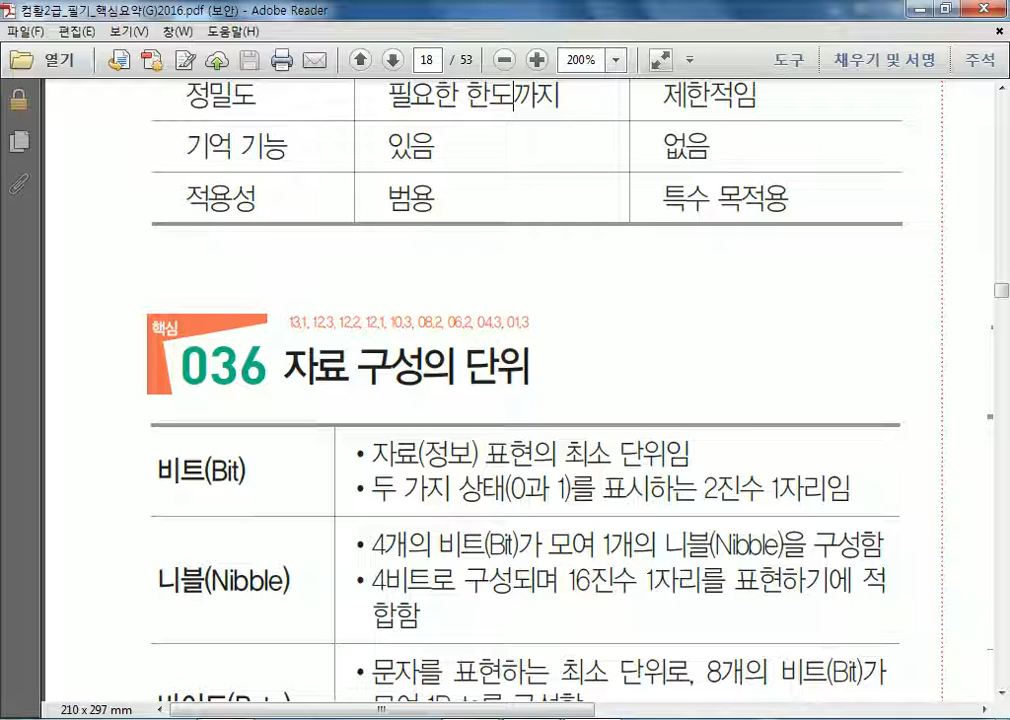 컴활2급_필기_핵심요약(G)2016.pdf (보안) - Adobe Reader
파일(F) 편집(E) 보기(V) 창(W) 도움말(H)
열기 18 / 53 200% 도구 채우기 및 서명 주석
정밀도 필요한 한도까지 제한적임
기억 기능 있음 없음
적용성 범용 특수 목적용
핵심 13.1, 12.3, 12.2, 12.1, 10.3, 08.2, 06.2, 04.3, 01.3
036 자료 구성의 단위
비트(Bit)
• 자료(정보) 표현의 최소 단위임
• 두 가지 상태(0과 1)를 표시하는 2진수 1자리임
니블(Nibble)
• 4개의 비트(Bit)가 모여 1개의 니블(Nibble)을 구성함
• 4비트로 구성되며 16진수 1자리를 표현하기에 적
합함
• 문자를 표현하는 최소 단위로, 8개의 비트(Bit)가
210 x 297 mm